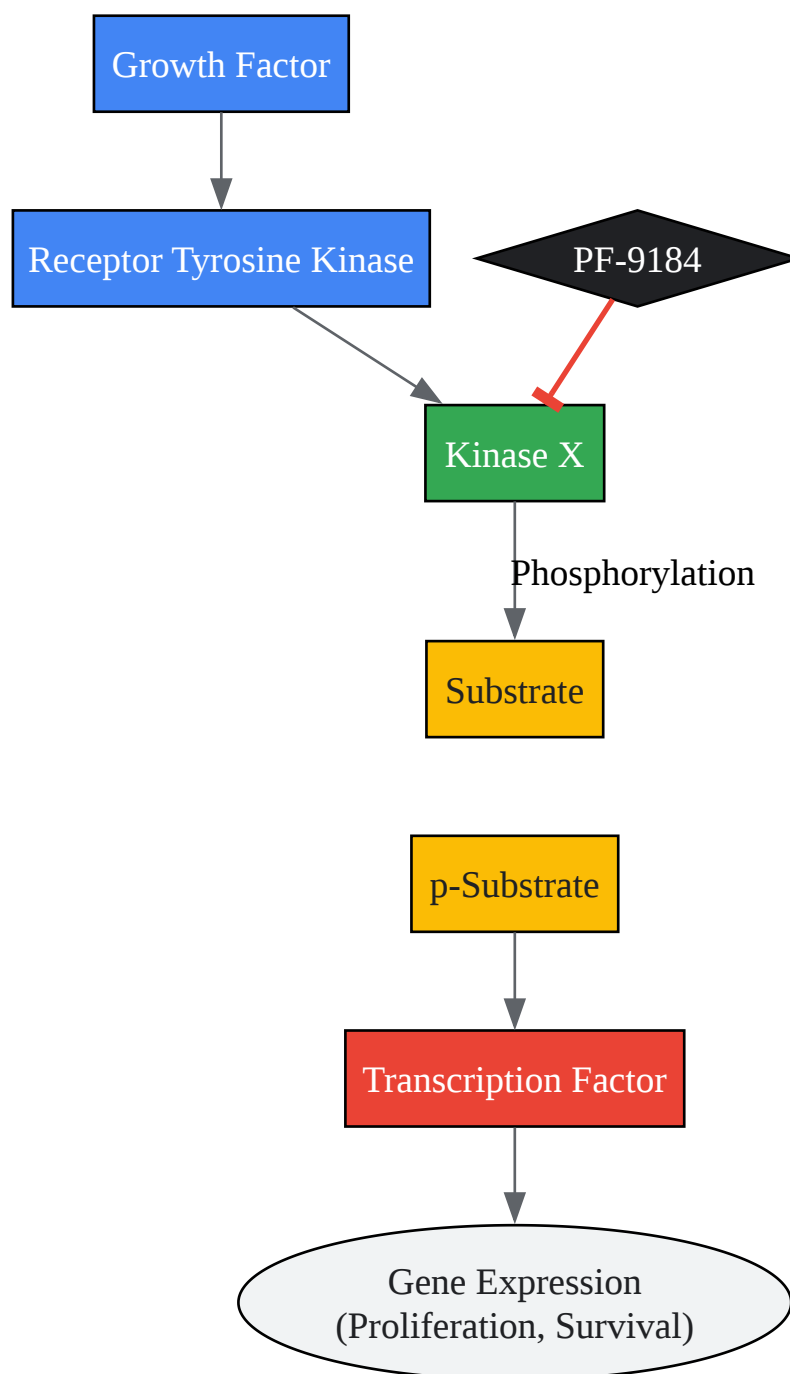 Growth Factor
Receptor Tyrosine Kinase
PF-9184
Kinase X
Phosphorylation
Substrate
p-Substrate
Transcription Factor
Gene Expression
(Proliferation, Survival)